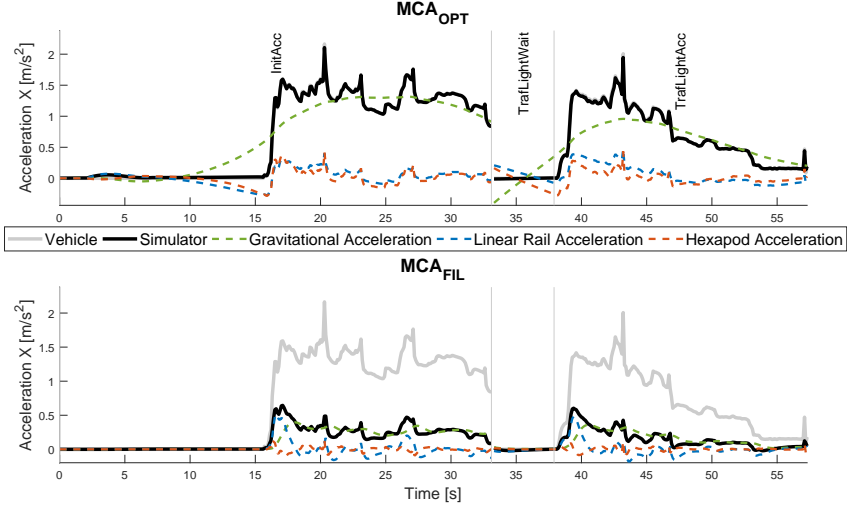 MCA_OPT
Acceleration X [m/s²]
2
1.5
1
0.5
0
InitAcc
TrafLightWait
TrafLightAcc
0 5 10 15 20 25 30 35 40 45 50 55
Vehicle Simulator Gravitational Acceleration Linear Rail Acceleration Hexapod Acceleration
MCA_FIL
Acceleration X [m/s²]
2
1.5
1
0.5
0
0 5 10 15 20 25 30 35 40 45 50 55
Time [s]